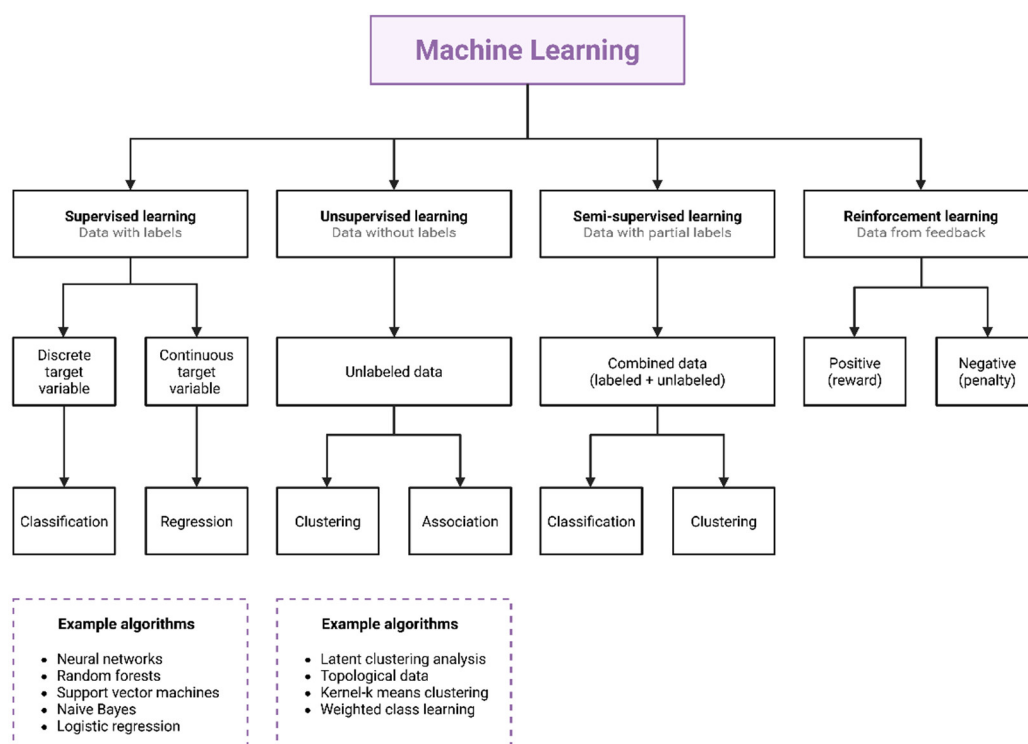 Machine Learning
Supervised learning
Data with labels
Unsupervised learning
Data without labels
Semi-supervised learning
Data with partial labels
Reinforcement learning
Data from feedback
Discrete
target
variable
Continuous
target
variable
Unlabeled data
Combined data
(labeled + unlabeled)
Positive
(reward)
Negative
(penalty)
Classification
Regression
Clustering
Association
Classification
Clustering
Example algorithms
• Neural networks
• Random forests
• Support vector machines
• Naive Bayes
• Logistic regression
Example algorithms
• Latent clustering analysis
• Topological data
• Kernel-k means clustering
• Weighted class learning